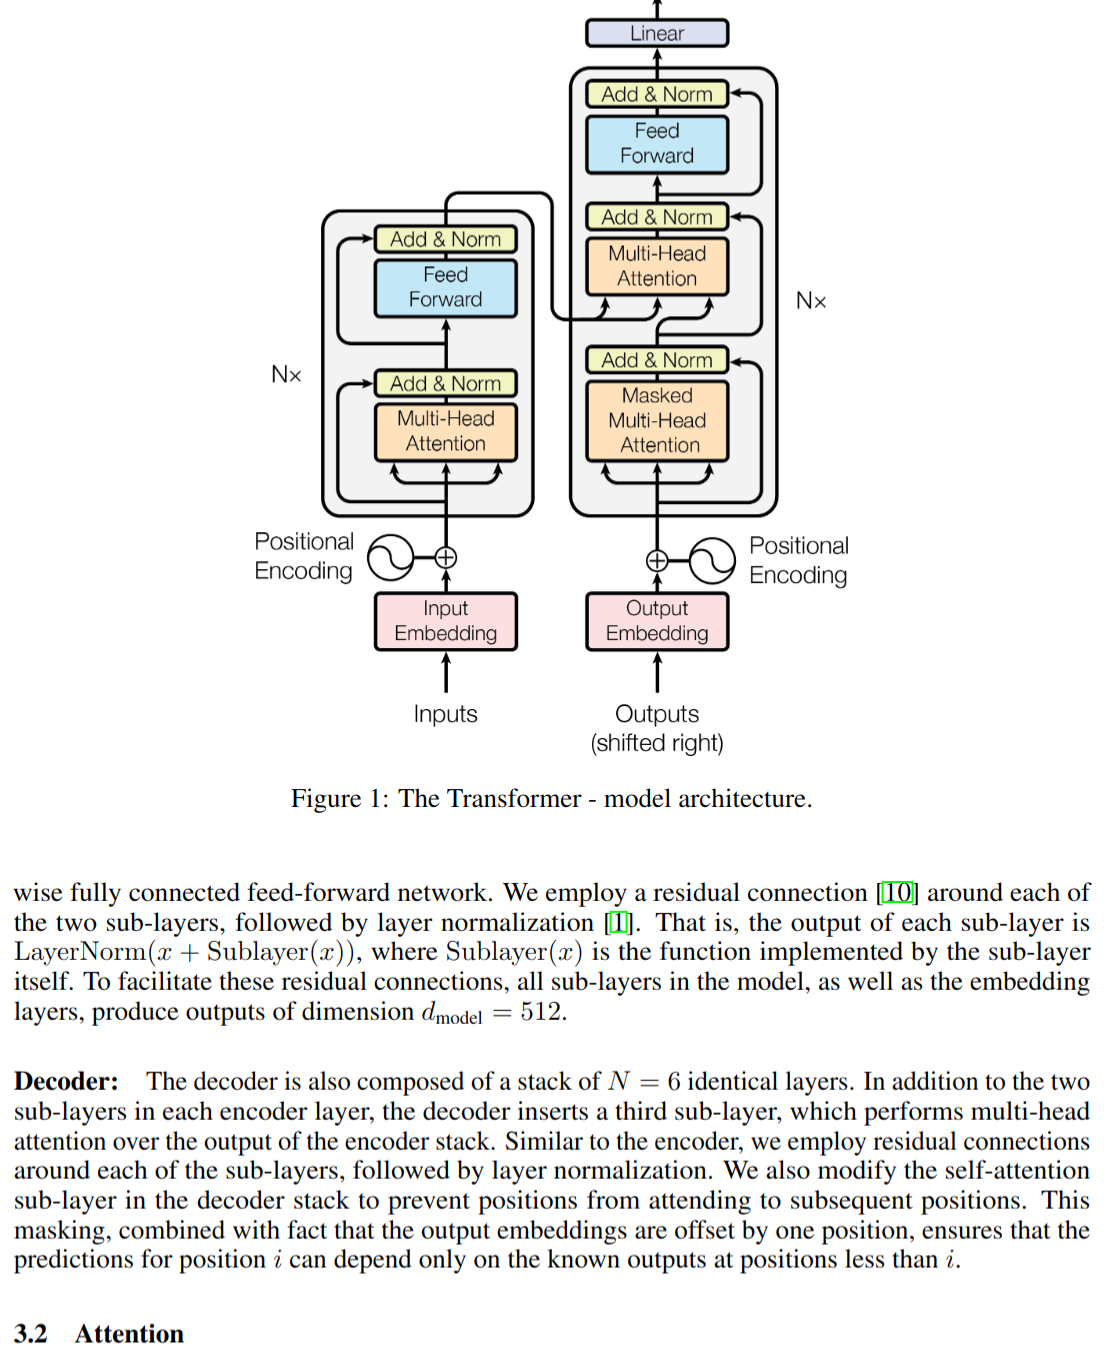 Linear
Add & Norm
Feed
Forward
Add & Norm
Multi-Head
Attention
Nx
Add & Norm
Masked
Multi-Head
Attention
Add & Norm
Feed
Forward
Nx
Add & Norm
Multi-Head
Attention
Positional
Encoding
Positional
Encoding
Input
Embedding
Output
Embedding
Inputs
Outputs
(shifted right)
Figure 1: The Transformer - model architecture.
wise fully connected feed-forward network. We employ a residual connection [10] around each of
the two sub-layers, followed by layer normalization [1]. That is, the output of each sub-layer is
LayerNorm(x + Sublayer(x)), where Sublayer(x) is the function implemented by the sub-layer
itself. To facilitate these residual connections, all sub-layers in the model, as well as the embedding
layers, produce outputs of dimension d_model = 512.
Decoder: The decoder is also composed of a stack of N = 6 identical layers. In addition to the two
sub-layers in each encoder layer, the decoder inserts a third sub-layer, which performs multi-head
attention over the output of the encoder stack. Similar to the encoder, we employ residual connections
around each of the sub-layers, followed by layer normalization. We also modify the self-attention
sub-layer in the decoder stack to prevent positions from attending to subsequent positions. This
masking, combined with fact that the output embeddings are offset by one position, ensures that the
predictions for position i can depend only on the known outputs at positions less than i.
3.2 Attention